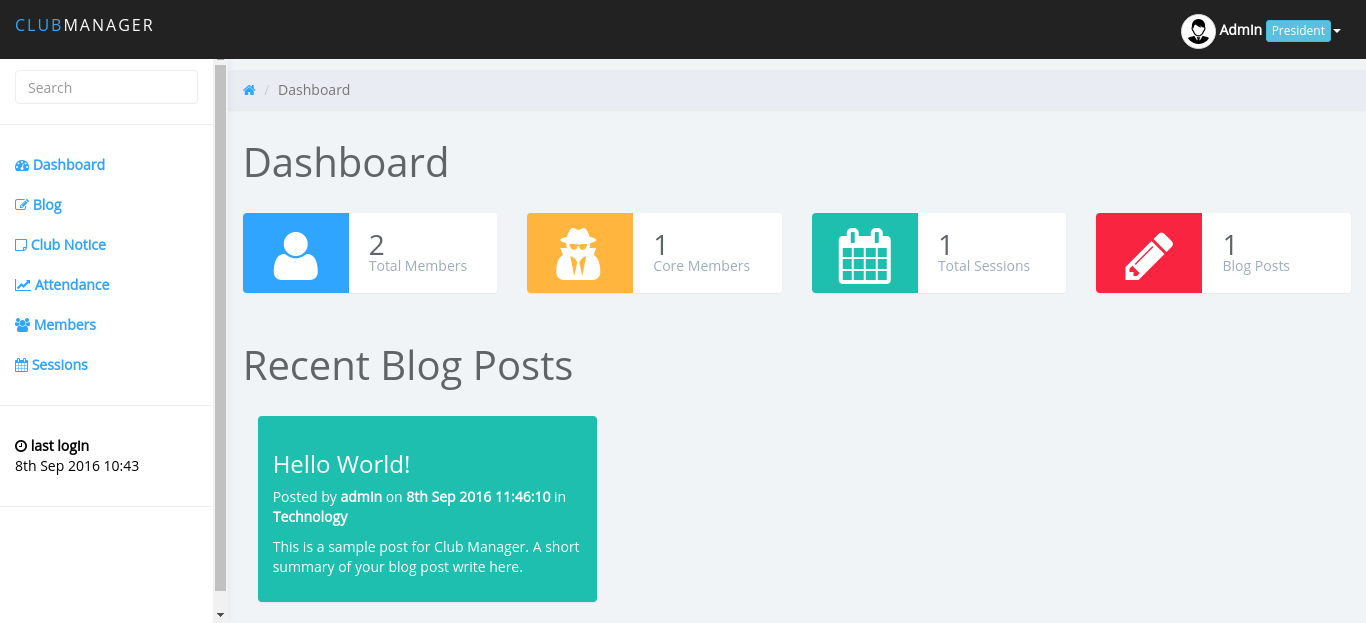 CLUBMANAGER
Admin President
Search
Dashboard
Blog
Club Notice
Attendance
Members
Sessions
last login
8th Sep 2016 10:43
/ Dashboard
Dashboard
2
Total Members
1
Core Members
1
Total Sessions
1
Blog Posts
Recent Blog Posts
Hello World!
Posted by admin on 8th Sep 2016 11:46:10 in
Technology
This is a sample post for Club Manager. A short
summary of your blog post write here.